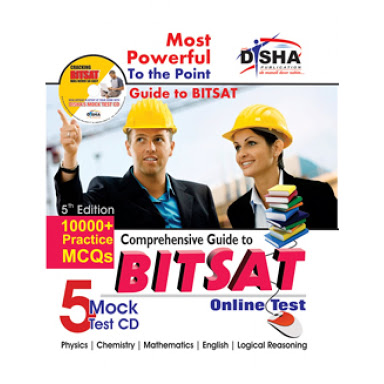 Most
Powerful
To the Point
Guide to BITSAT
DISHA
PUBLICATION
CRACKING
BITSAT
5th Edition
10000+
Practice
MCQs
Comprehensive Guide to
BITSAT
Online Test
5 Mock
Test CD
Physics | Chemistry | Mathematics | English | Logical Reasoning